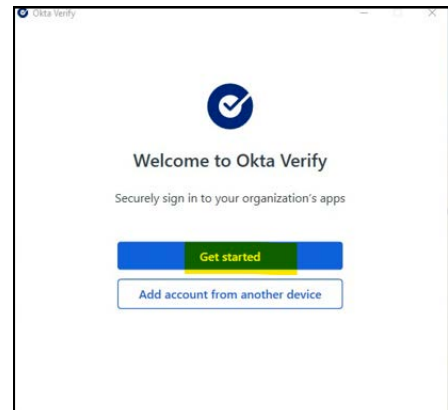 Okta Verify
Welcome to Okta Verify
Securely sign in to your organization's apps
Get started
Add account from another device